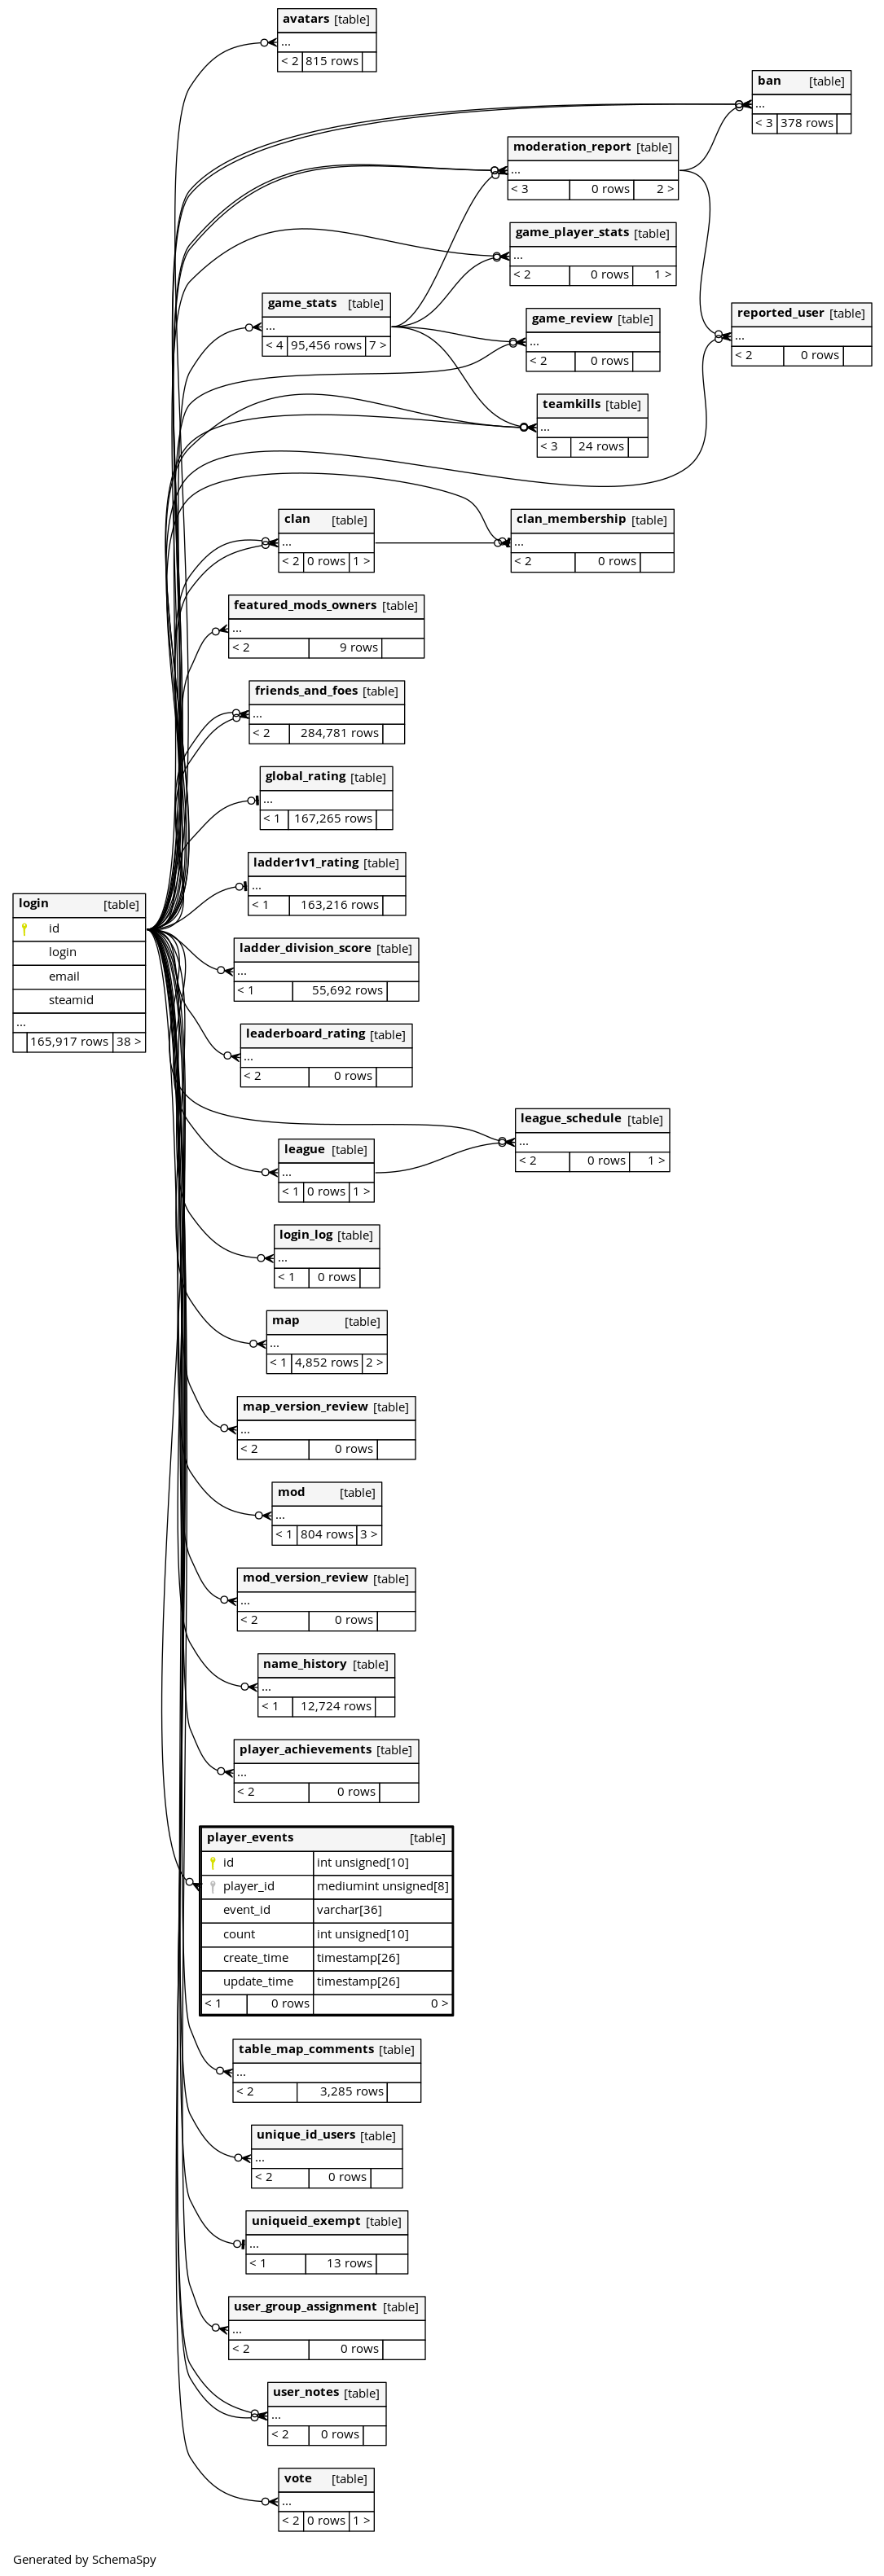 avatars [table]
...
< 2 815 rows
ban [table]
...
< 3 378 rows
moderation_report [table]
...
< 3 0 rows 2 >
game_player_stats [table]
...
< 2 0 rows 1 >
game_stats [table]
...
< 4 95,456 rows 7 >
game_review [table]
...
< 2 0 rows
reported_user [table]
...
< 2 0 rows
teamkills [table]
...
< 3 24 rows
clan [table]
...
< 2 0 rows 1 >
clan_membership [table]
...
< 2 0 rows
featured_mods_owners [table]
...
< 2 9 rows
friends_and_foes [table]
...
< 2 284,781 rows
global_rating [table]
...
< 1 167,265 rows
ladder1v1_rating [table]
...
< 1 163,216 rows
login [table]
id
login
email
steamid
...
165,917 rows 38 >
ladder_division_score [table]
...
< 1 55,692 rows
leaderboard_rating [table]
...
< 2 0 rows
league_schedule [table]
...
< 2 0 rows 1 >
league [table]
...
< 1 0 rows 1 >
login_log [table]
...
< 1 0 rows
map [table]
...
< 1 4,852 rows 2 >
map_version_review [table]
...
< 2 0 rows
mod [table]
...
< 1 804 rows 3 >
mod_version_review [table]
...
< 2 0 rows
name_history [table]
...
< 1 12,724 rows
player_achievements [table]
...
< 2 0 rows
player_events [table]
id int unsigned[10]
player_id mediumint unsigned[8]
event_id varchar[36]
count int unsigned[10]
create_time timestamp[26]
update_time timestamp[26]
< 1 0 rows 0 >
table_map_comments [table]
...
< 2 3,285 rows
unique_id_users [table]
...
< 2 0 rows
uniqueid_exempt [table]
...
< 1 13 rows
user_group_assignment [table]
...
< 2 0 rows
user_notes [table]
...
< 2 0 rows
vote [table]
...
< 2 0 rows 1 >
Generated by SchemaSpy